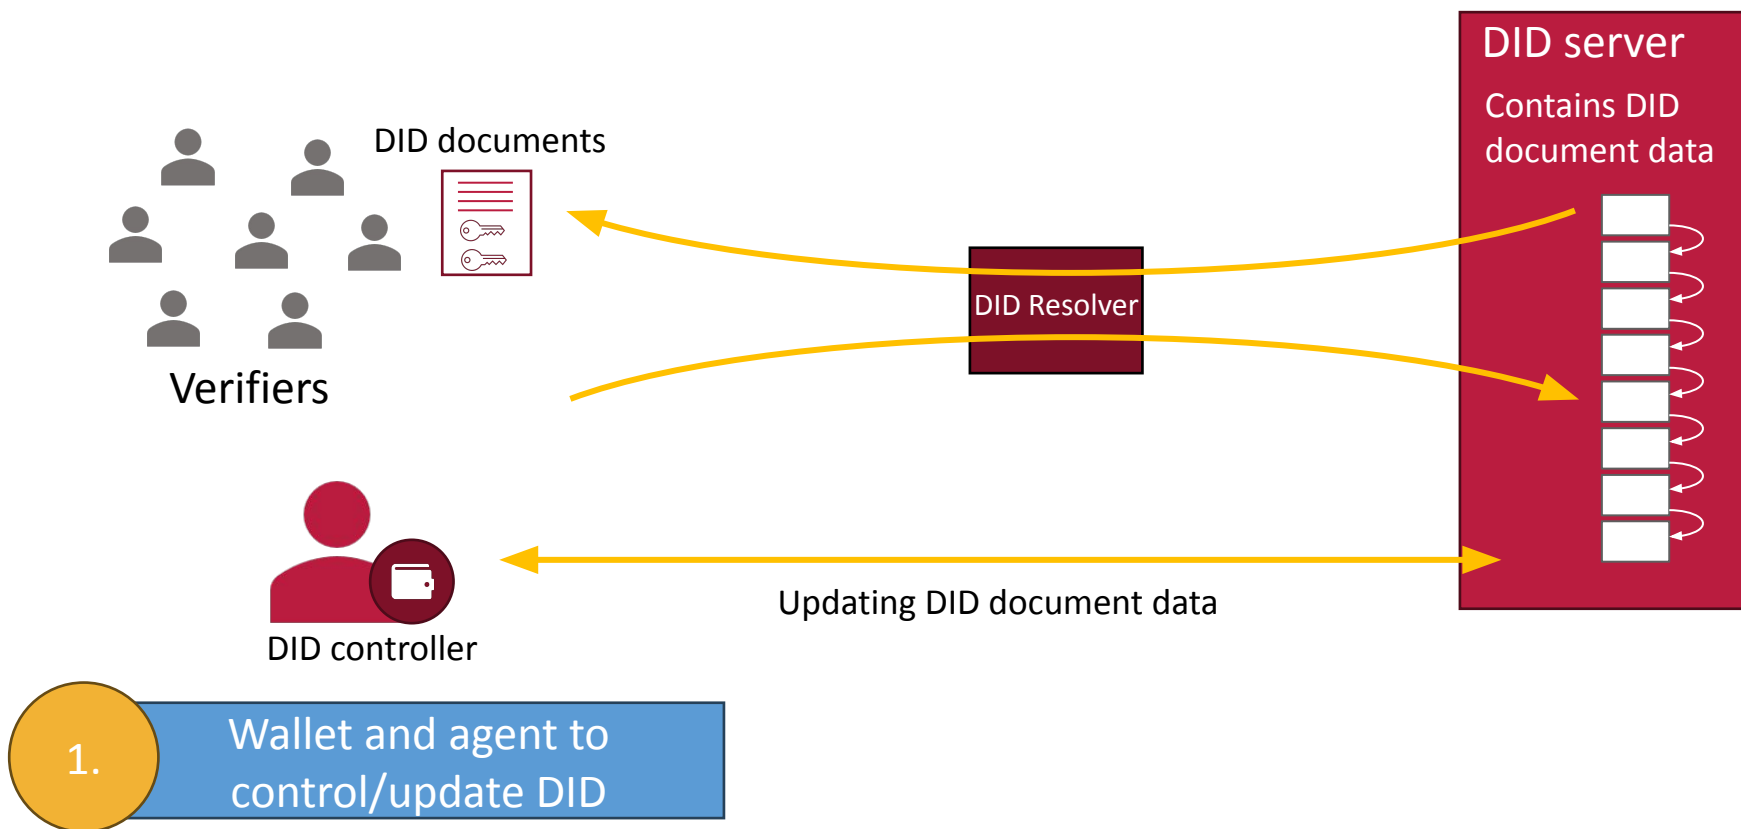 DID server
Contains DID
document data
DID documents
DID Resolver
Verifiers
Updating DID document data
DID controller
1.
Wallet and agent to
control/update DID